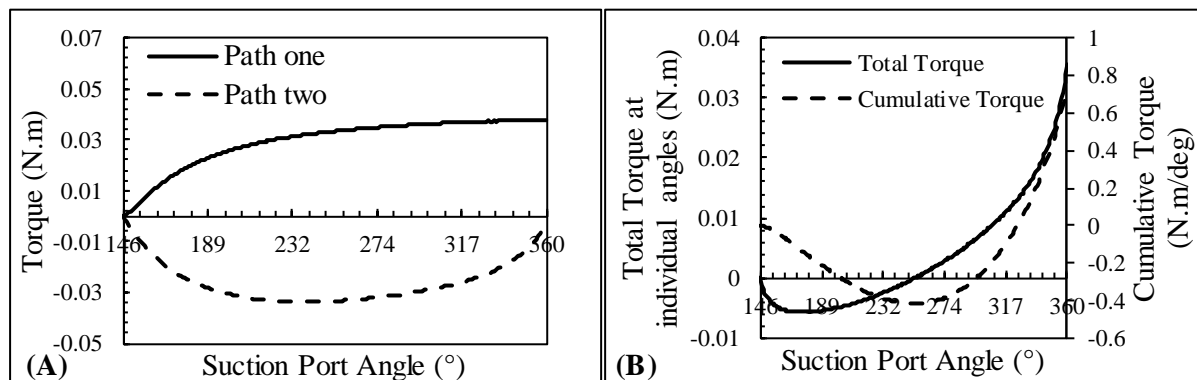 0.07
0.05
0.03
0.01
-0.01
-0.03
-0.05
Torque (N.m)
Path one
Path two
146 189 232 274 317 360
Suction Port Angle (°)
(A)
0.04
0.03
0.02
0.01
0
-0.01
Total Torque at
individual angles (N.m)
Total Torque
Cumulative Torque
146 189 232 274 317 360
1
0.8
0.6
0.4
0.2
0
-0.2
-0.4
-0.6
Cumulative Torque
(N.m/deg)
Suction Port Angle (°)
(B)